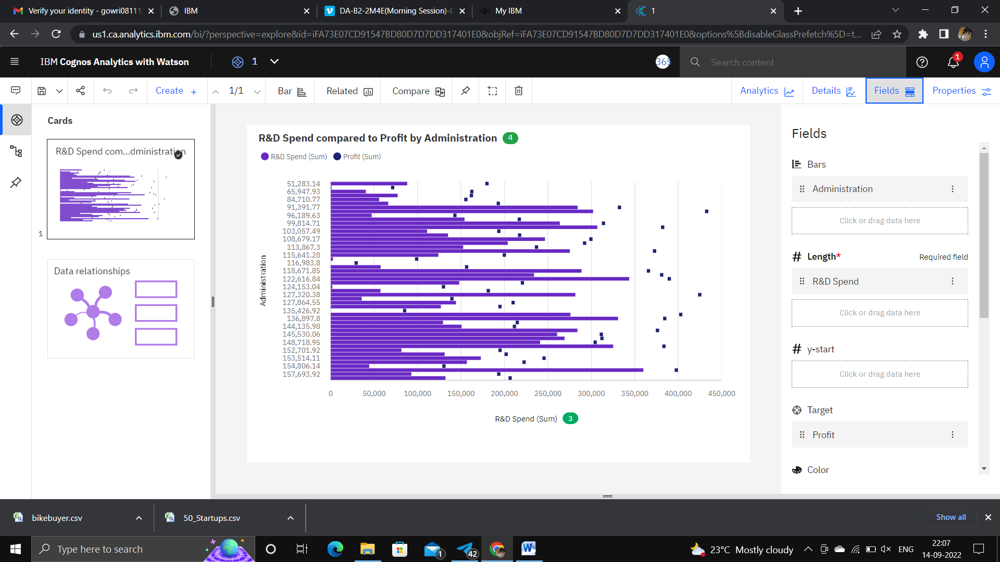 Verify your identity - gowri08111
IBM
DA-B2-2M4E(Morning Session)-D
My IBM
1
us1.ca.analytics.ibm.com/bi/?perspective=explore&id=iFA73E07CD91547BD80D7D7DD317401E0&objRef=iFA73E07CD91547BD80D7D7DD317401E0&options%5BdisableGlassPrefetch%5D=t...
IBM Cognos Analytics with Watson
1
365
Search content
1
Create +
1/1
Bar
Related
Compare
Analytics
Details
Fields
Properties
Cards
R&D Spend com...dministration
1
Data relationships
R&D Spend compared to Profit by Administration 4
R&D Spend (Sum) Profit (Sum)
Administration
51,283.14
65,947.93
84,710.77
91,391.77
96,189.63
99,814.71
103,057.49
108,679.17
113,867.3
115,641.28
116,983.8
118,671.85
122,616.84
124,153.04
127,320.38
127,864.55
135,426.92
136,897.8
144,135.98
145,530.06
148,718.95
152,701.92
153,514.11
154,806.14
157,693.92
0 50,000 100,000 150,000 200,000 250,000 300,000 350,000 400,000 450,000
R&D Spend (Sum) 3
Fields
Bars
Administration
Click or drag data here
# Length* Required field
R&D Spend
Click or drag data here
# y-start
Click or drag data here
Target
Profit
Color
bikebuyer.csv
50_Startups.csv
Show all
Type here to search
1
42
23°C Mostly cloudy
ENG
22:07
14-09-2022